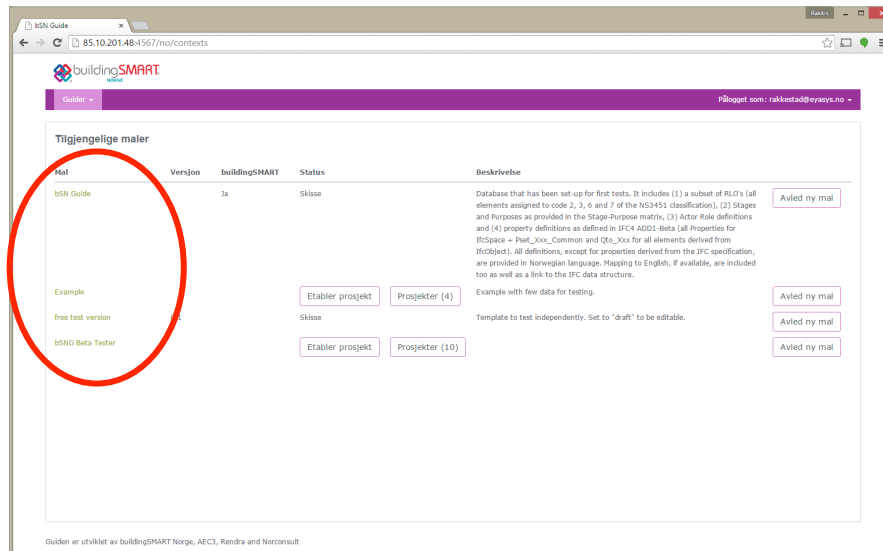 Rakkes
bSN Guide
85.10.201.48:4567/no/contexts
buildingSMART
NORGE
Guider
Pålogget som: rakkestad@eyasys.no
Tilgjengelige maler
Mal Versjon buildingSMART Status Beskrivelse
bSN Guide Ja Skisse Database that has been set-up for first tests. It includes (1) a subset of RLO's (all Avled ny mal
elements assigned to code 2, 3, 6 and 7 of the NS3451 classification), (2) Stages
and Purposes as provided in the Stage-Purpose matrix, (3) Actor Role definitions
and (4) property definitions as defined in IFC4 ADD1-Beta (all Properties for
IfcSpace + Pset_Xxx_Common and Qto_Xxx for all elements derived from
IfcObject). All definitions, except for properties derived from the IFC specification,
are provided in Norwegian language. Mapping to English, if available, are included
too as well as a link to the IFC data structure.
Example Etabler prosjekt Prosjekter (4) Example with few data for testing. Avled ny mal
free test version Skisse Template to test independently. Set to "draft" to be editable. Avled ny mal
bSNG Beta Tester Etabler prosjekt Prosjekter (10) Avled ny mal
Guiden er utviklet av buildingSMART Norge, AEC3, Rendra and Norconsult